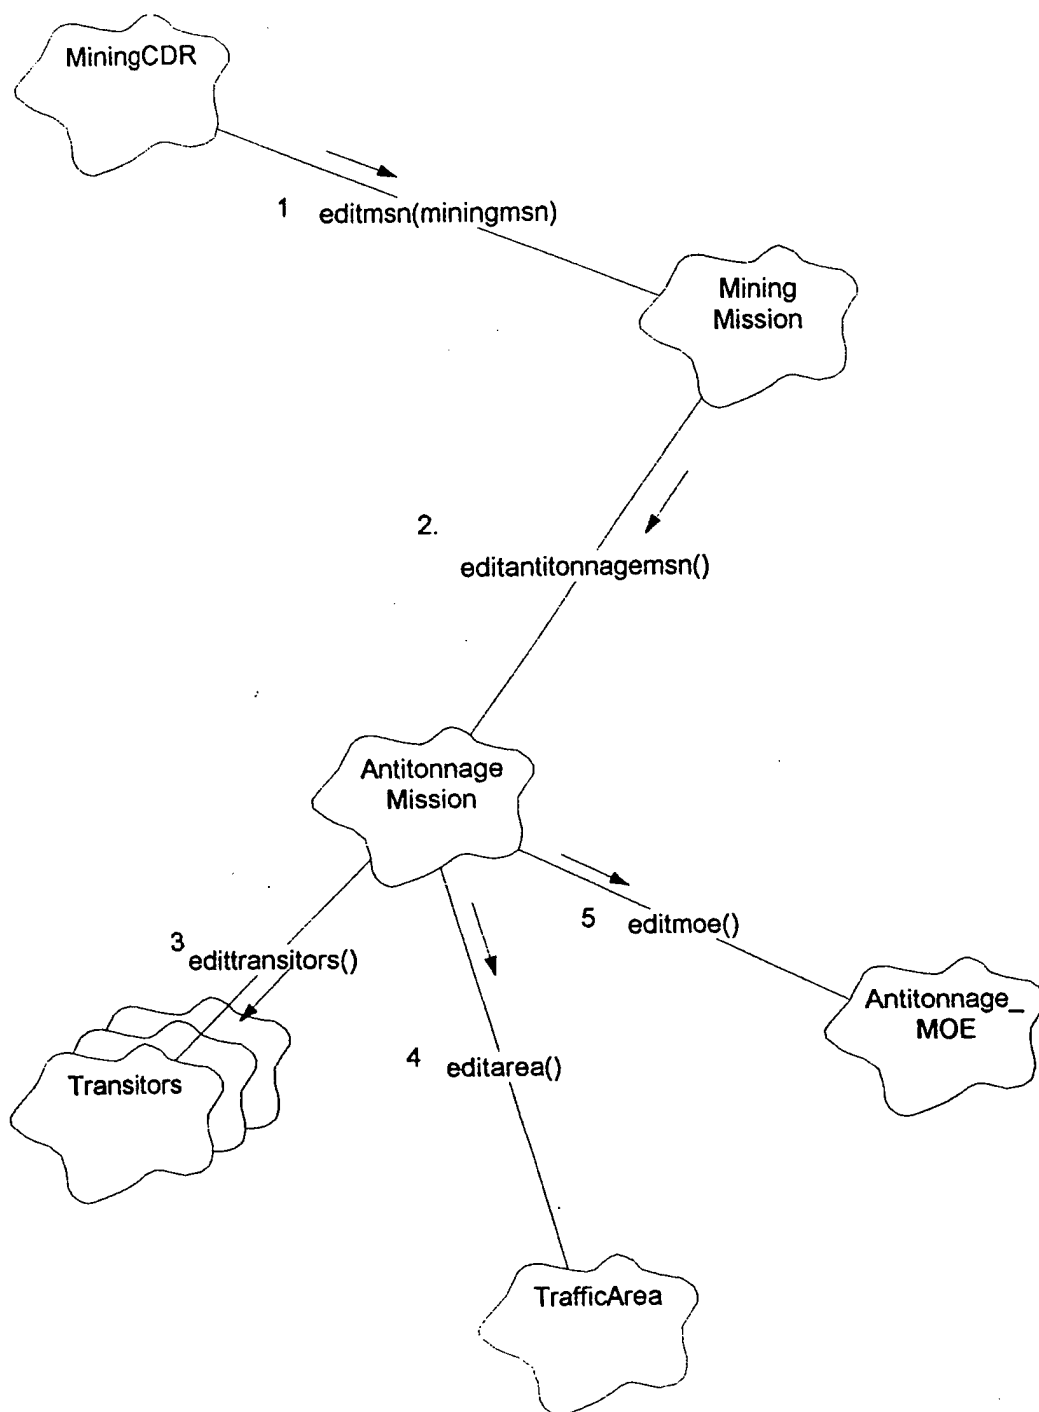 MiningCDR
1 editmsn(miningmsn)
Mining
Mission
2.
editantitonnagemsn()
Antitonnage
Mission
3
edittransitors()
5 editmoe()
Antitonnage_
MOE
4 editarea()
Transitors
TrafficArea